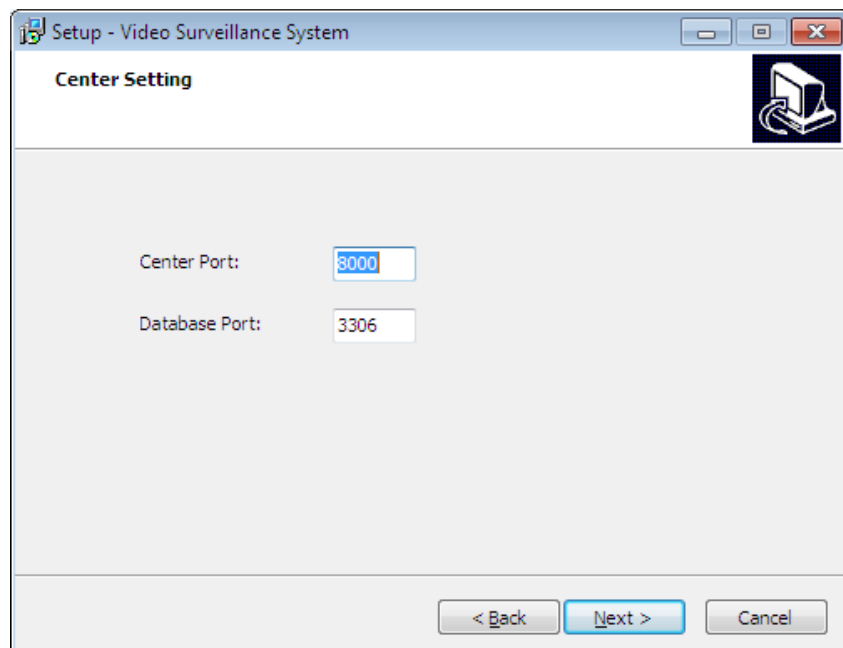 Setup - Video Surveillance System
Center Setting
Center Port: 8000
Database Port: 3306
< Back Next > Cancel